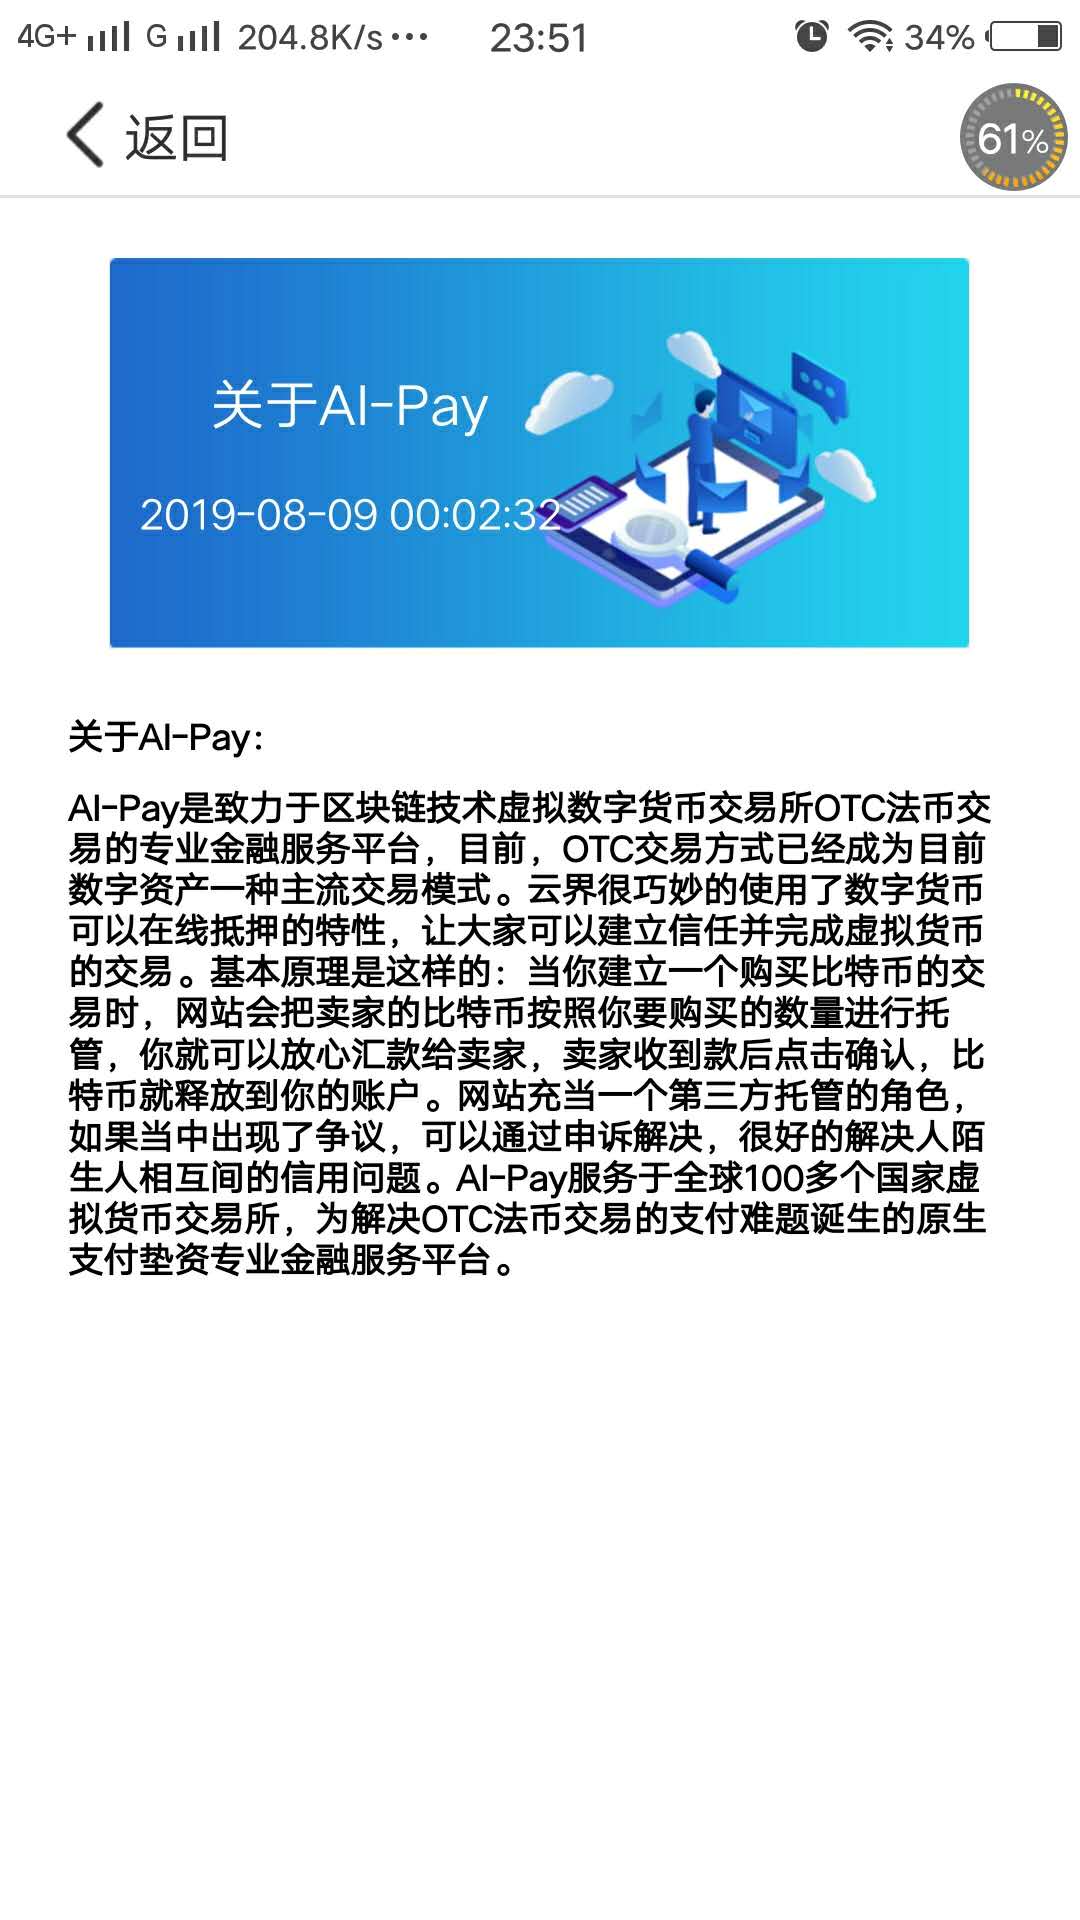 4G+ G 204.8K/s··· 23:51 34%
返回
61%
关于AI-Pay
2019-08-09 00:02:32
关于AI-Pay：
AI-Pay是致力于区块链技术虚拟数字货币交易所OTC法币交
易的专业金融服务平台，目前，OTC交易方式已经成为目前
数字资产一种主流交易模式。云界很巧妙的使用了数字货币
可以在线抵押的特性，让大家可以建立信任并完成虚拟货币
的交易。基本原理是这样的：当你建立一个购买比特币的交
易时，网站会把卖家的比特币按照你要购买的数量进行托
管，你就可以放心汇款给卖家，卖家收到款后点击确认，比
特币就释放到你的账户。网站充当一个第三方托管的角色，
如果当中出现了争议，可以通过申诉解决，很好的解决人陌
生人相互间的信用问题。AI-Pay服务于全球100多个国家虚
拟货币交易所，为解决OTC法币交易的支付难题诞生的原生
支付垫资专业金融服务平台。